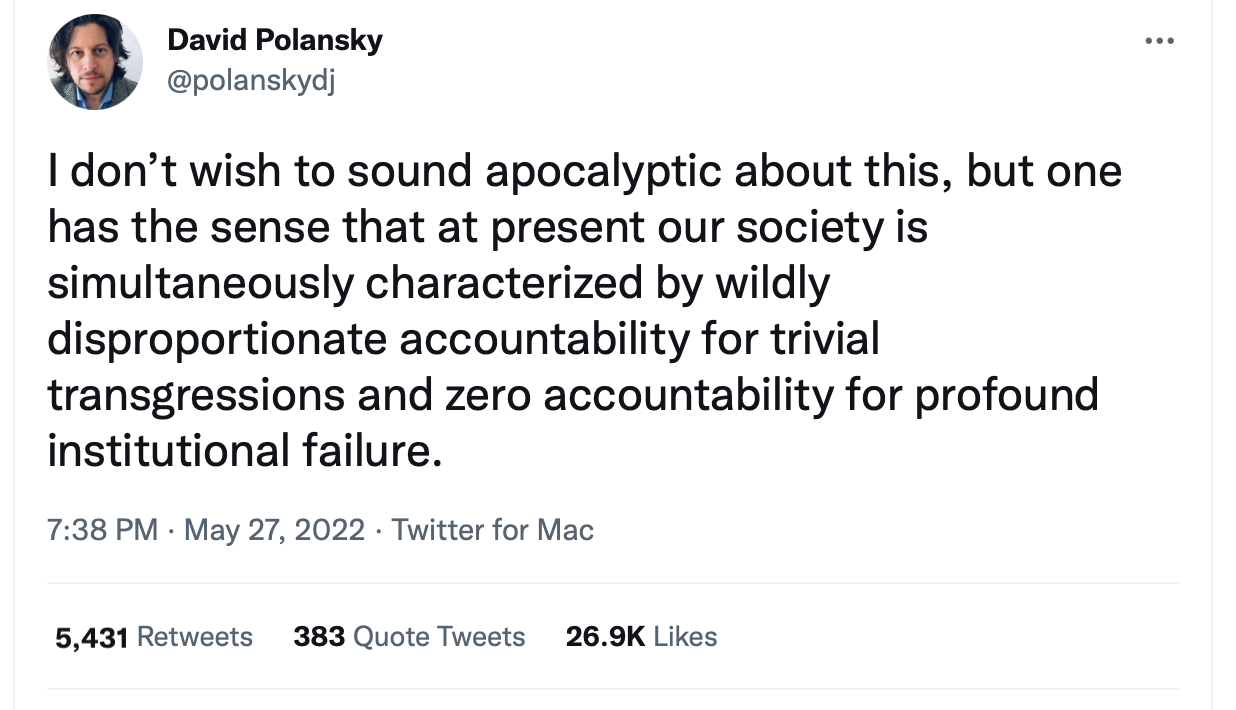 David Polansky
@polanskydj
I don’t wish to sound apocalyptic about this, but one
has the sense that at present our society is
simultaneously characterized by wildly
disproportionate accountability for trivial
transgressions and zero accountability for profound
institutional failure.
7:38 PM · May 27, 2022 · Twitter for Mac
5,431 Retweets 383 Quote Tweets 26.9K Likes